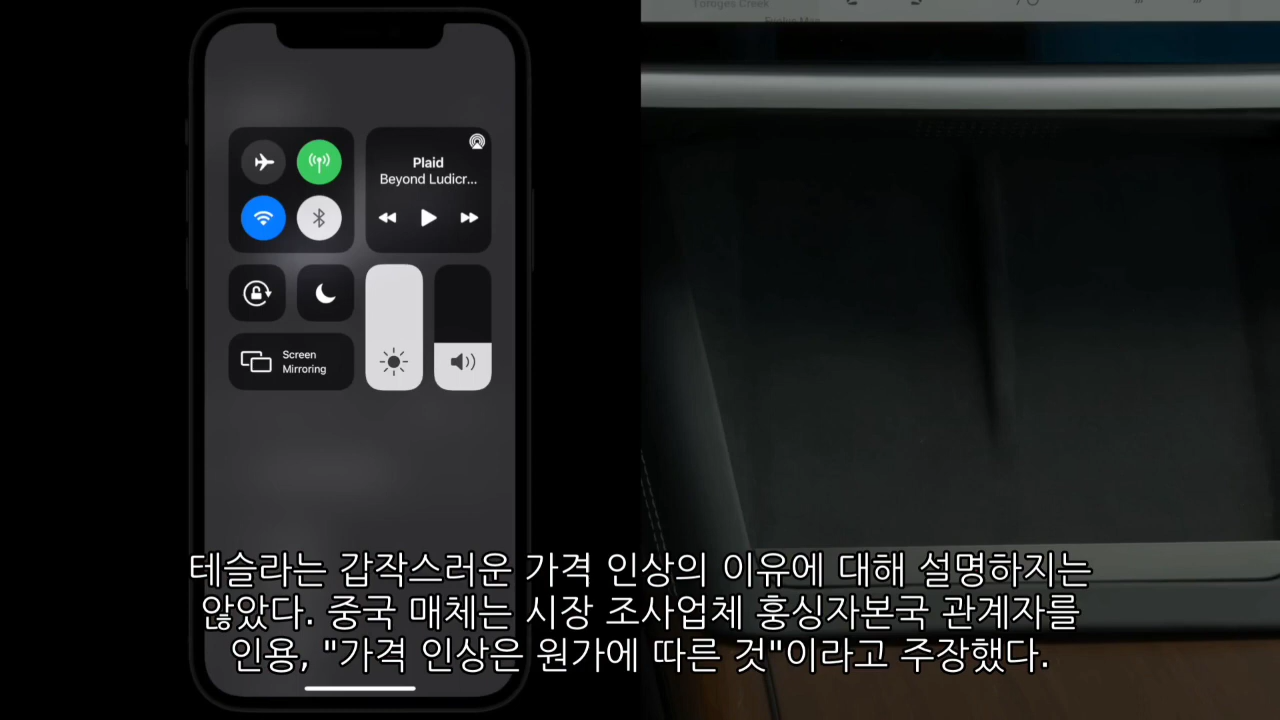 Torages Creek
Plaid
Beyond Ludicr...
Screen
Mirroring
테슬라는 갑작스러운 가격 인상의 이유에 대해 설명하지는
않았다. 중국 매체는 시장 조사업체 훙싱자본국 관계자를
인용, "가격 인상은 원가에 따른 것"이라고 주장했다.